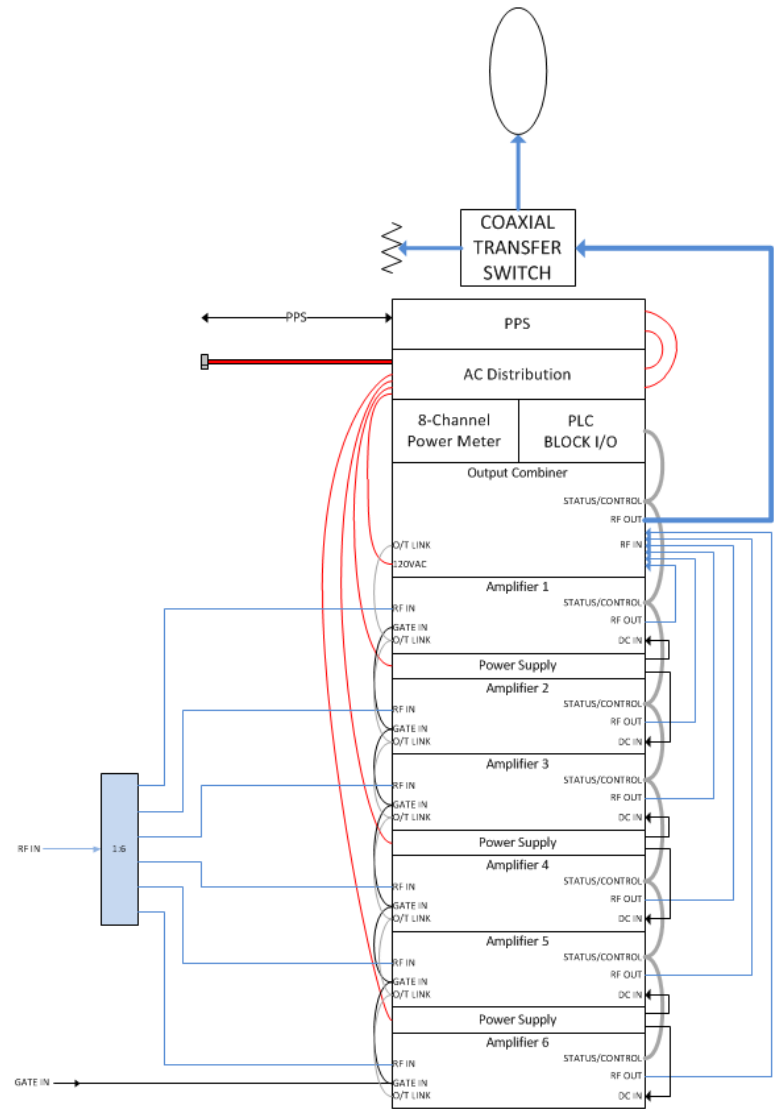 COAXIAL
TRANSFER
SWITCH
PPS
PPS
AC Distribution
8-Channel
Power Meter
PLC
BLOCK I/O
Output Combiner
STATUS/CONTROL
RF OUT
O/T LINK
RF IN
120VAC
Amplifier 1
STATUS/CONTROL
RF IN
RF OUT
GATE IN
O/T LINK
DC IN
Power Supply
Amplifier 2
STATUS/CONTROL
RF IN
RF OUT
GATE IN
O/T LINK
DC IN
Amplifier 3
STATUS/CONTROL
RF IN
RF OUT
GATE IN
O/T LINK
DC IN
Power Supply
RF IN
1:6
Amplifier 4
STATUS/CONTROL
RF IN
RF OUT
GATE IN
O/T LINK
DC IN
Amplifier 5
STATUS/CONTROL
RF IN
RF OUT
GATE IN
O/T LINK
DC IN
Power Supply
Amplifier 6
STATUS/CONTROL
RF IN
RF OUT
GATE IN
GATE IN
O/T LINK
DC IN